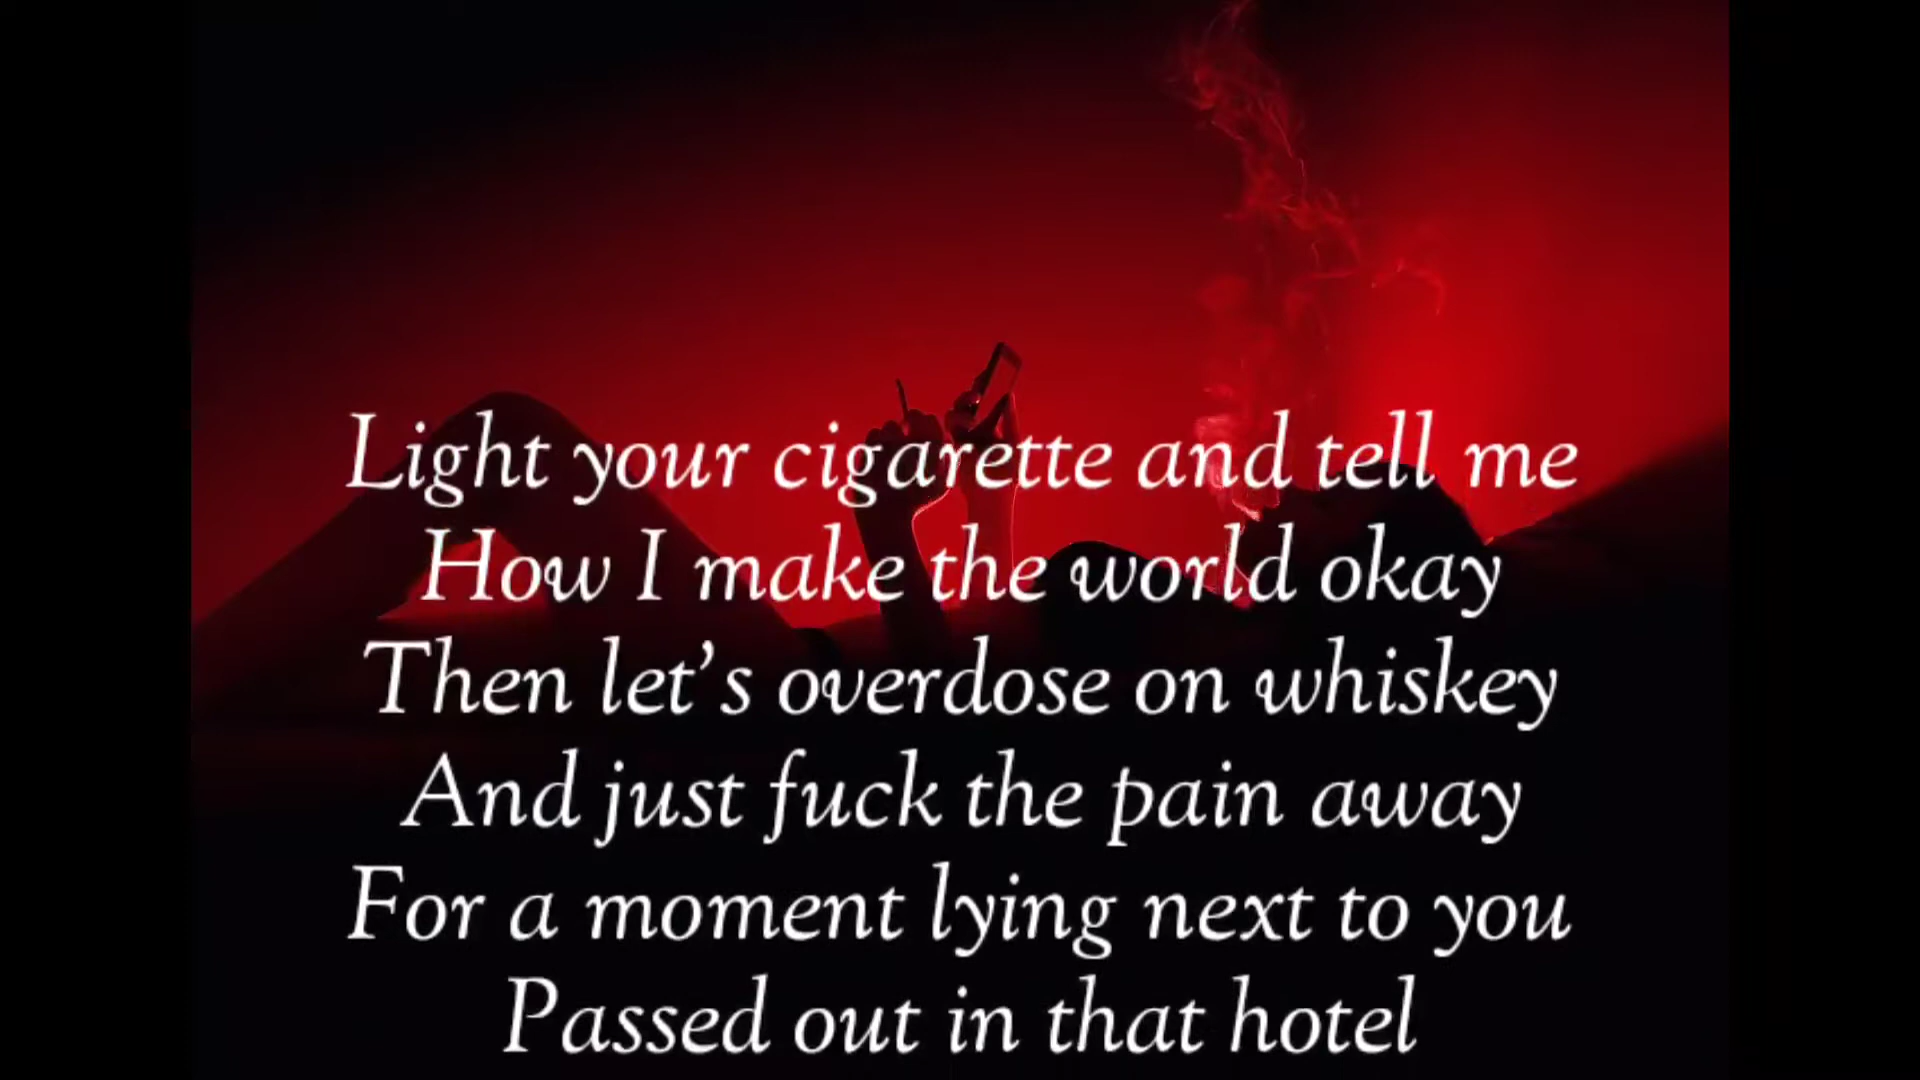 Light your cigarette and tell me
How I make the world okay
Then let's overdose on whiskey
And just fuck the pain away
For a moment lying next to you
Passed out in that hotel